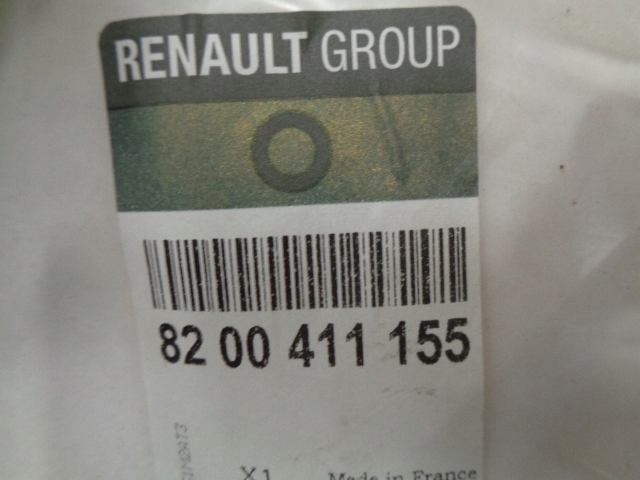 RENAULT GROUP
82 00 411 155
X1 Made in France